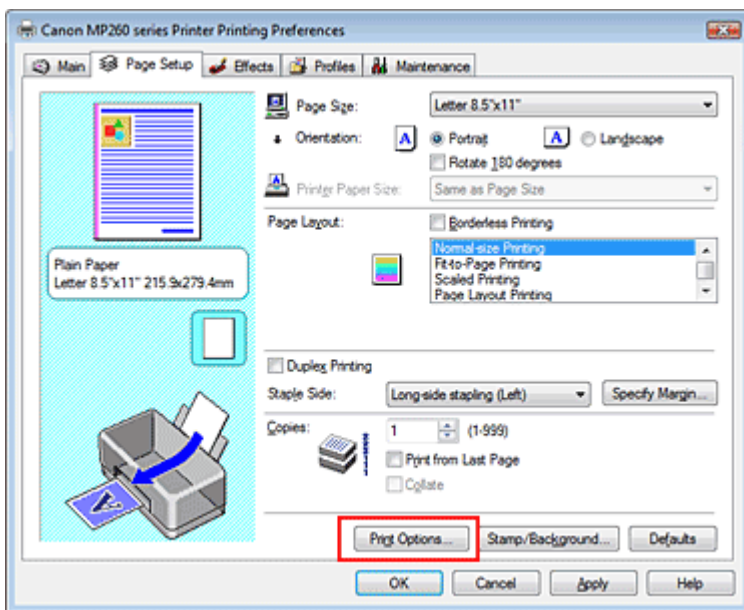 Canon MP260 series Printer Printing Preferences
Main Page Setup Effects Profiles Maintenance
Page Size: Letter 8.5"x11"
Orientation: A Portrait A Landscape
Rotate 180 degrees
Printer Paper Size: Same as Page Size
Page Layout: Borderless Printing
Normal-size Printing
Fit-to-Page Printing
Scaled Printing
Page Layout Printing
Plain Paper
Letter 8.5"x11" 215.9x279.4mm
Duplex Printing
Staple Side: Long-side stapling (Left) Specify Margin...
Copies: 1 (1-999)
Print from Last Page
Collate
Print Options... Stamp/Background... Defaults
OK Cancel Apply Help